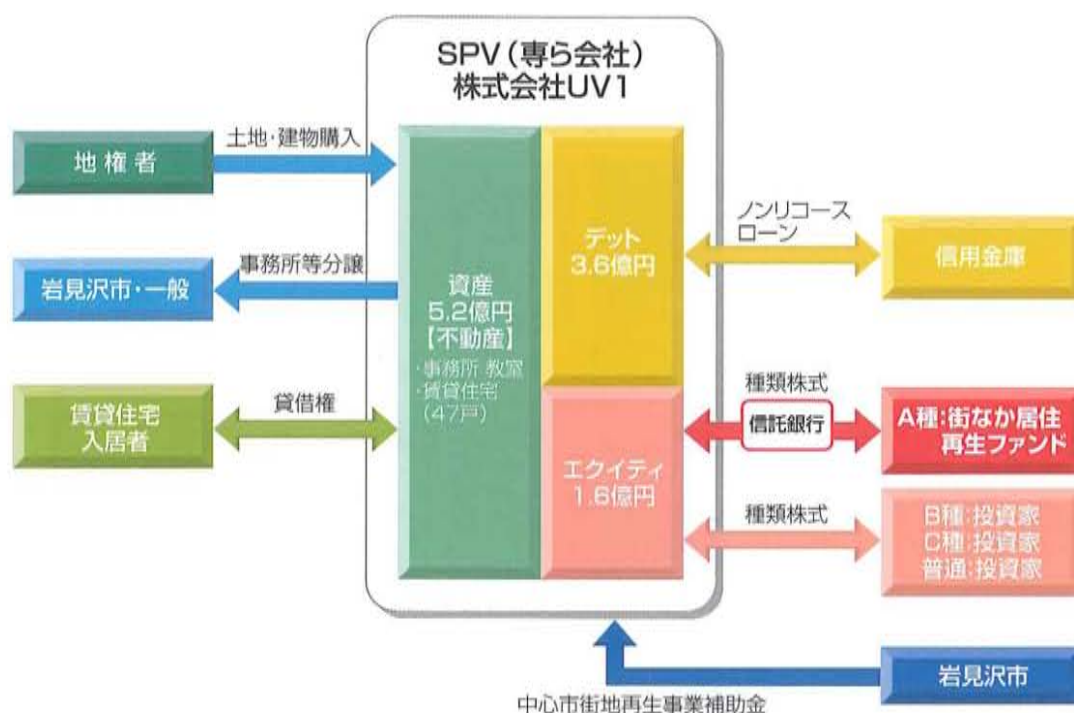 SPV(専ら会社)
株式会社UV1
地権者
土地・建物購入
岩見沢市・一般
事務所等分譲
賃貸住宅
入居者
貸借権
資産
5.2億円
【不動産】
・事務所 教室
・賃貸住宅
(47戸)
デット
3.6億円
エクイティ
1.6億円
ノンリコース
ローン
信用金庫
種類株式
信託銀行
A種:街なか居住
再生ファンド
種類株式
B種:投資家
C種:投資家
普通:投資家
岩見沢市
中心市街地再生事業補助金